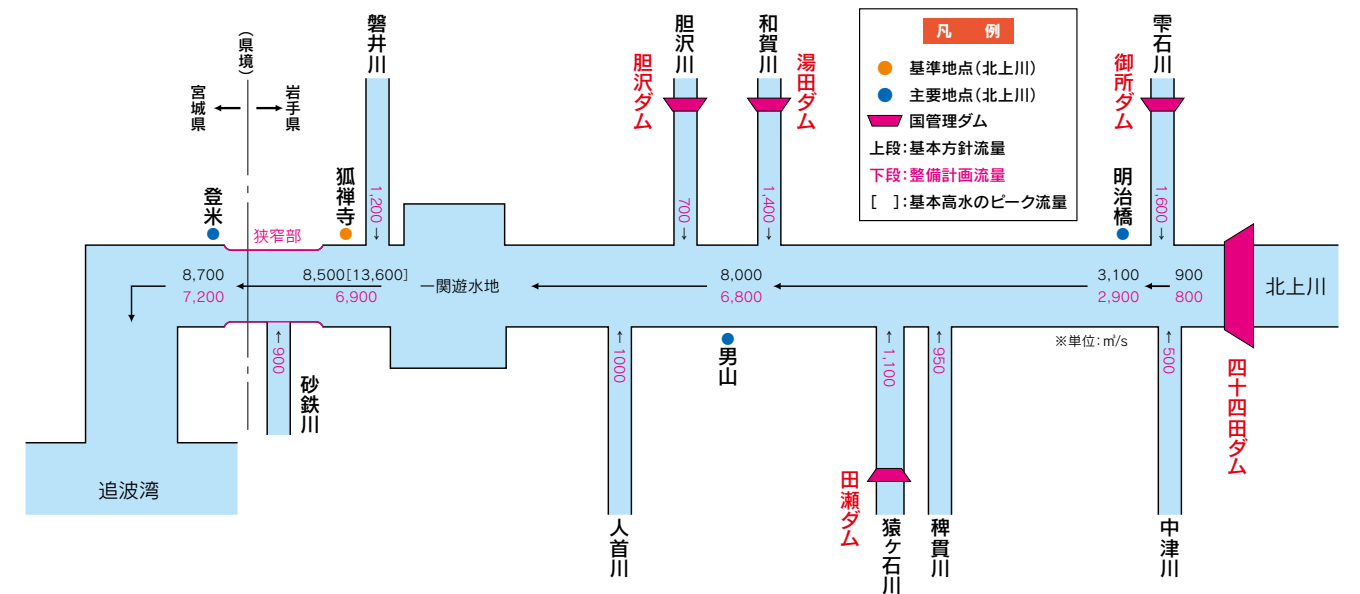 磐井川
胆沢川
和賀川
雫石川
胆沢ダム
湯田ダム
御所ダム
(県境)
宮城県
岩手県
凡 例
基準地点(北上川)
主要地点(北上川)
国管理ダム
上段:基本方針流量
下段:整備計画流量
[ ]:基本高水のピーク流量
登米
狭窄部
狐禅寺
明治橋
1,200→
700→
1,400→
1,600→
8,700
7,200
8,500[13,600]
6,900
一関遊水地
8,000
6,800
3,100
2,900
900
800
北上川
※単位:㎥/s
900→
1000→
1,100→
950→
500→
砂鉄川
男山
四十四田ダム
追波湾
人首川
田瀬ダム
猿ヶ石川
稗貫川
中津川